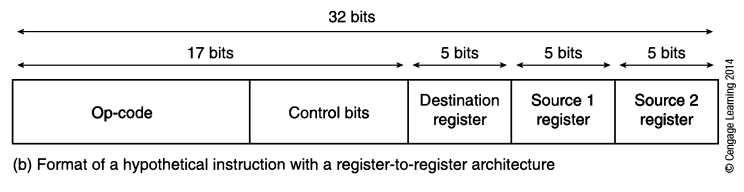 32 bits
17 bits 5 bits 5 bits 5 bits
Op-code Control bits Destination register Source 1 register Source 2 register
(b) Format of a hypothetical instruction with a register-to-register architecture
© Cengage Learning 2014